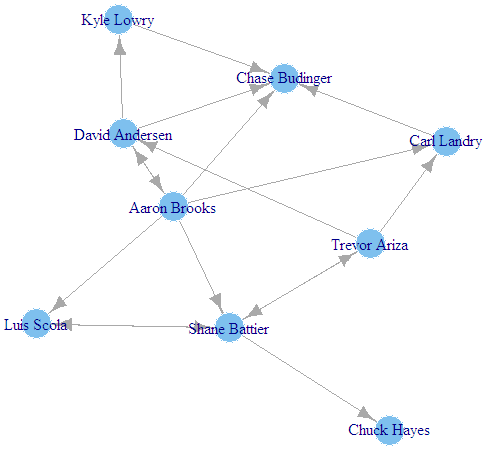 Kyle Lowry
Chase Budinger
David Andersen
Carl Landry
Aaron Brooks
Trevor Ariza
Luis Scola
Shane Battier
Chuck Hayes